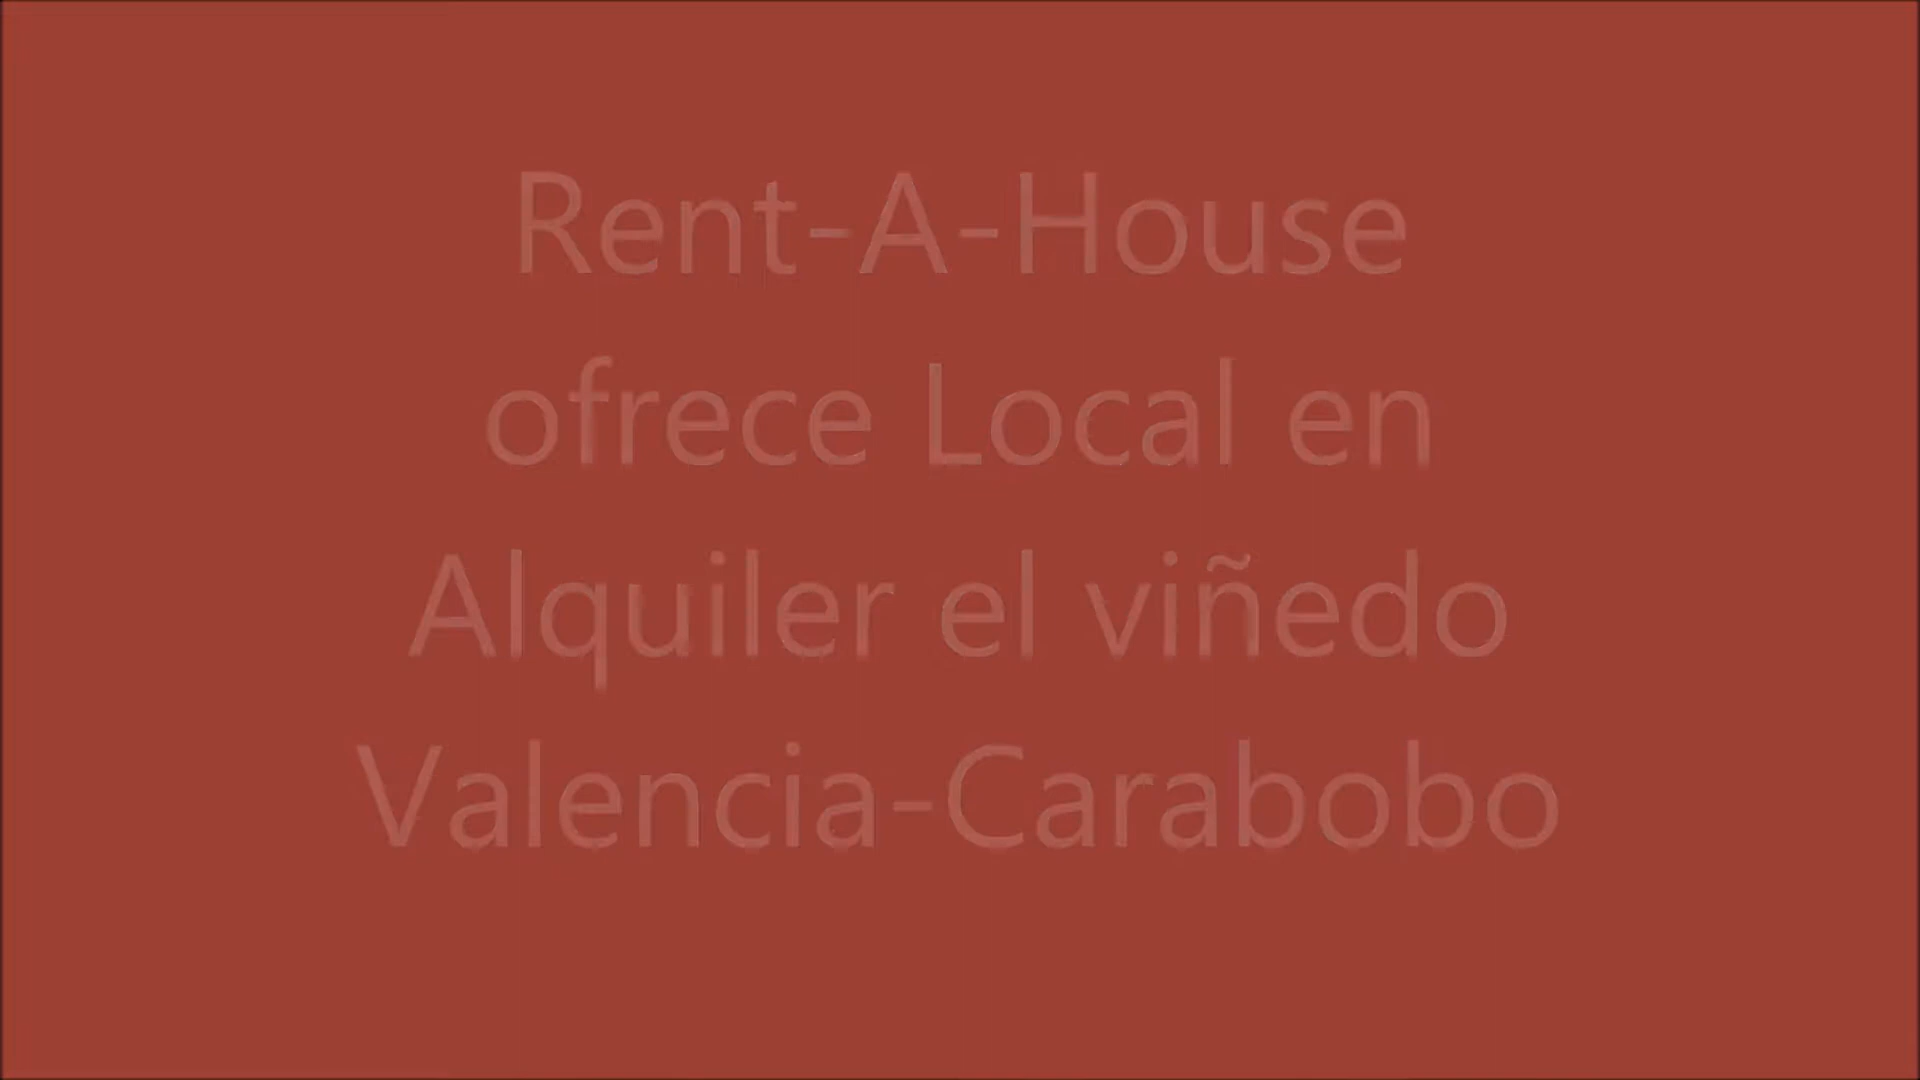 Rent-A-House
ofrece Local en
Alquiler el viñedo
Valencia-Carabobo